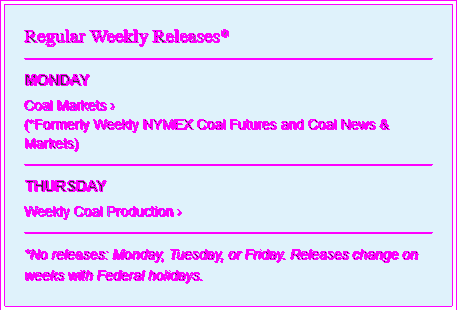 Regular Weekly Releases*
MONDAY
Coal Markets ›
(*Formerly Weekly NYMEX Coal Futures and Coal News &
Markets)
THURSDAY
Weekly Coal Production ›
*No releases: Monday, Tuesday, or Friday. Releases change on
weeks with Federal holidays.